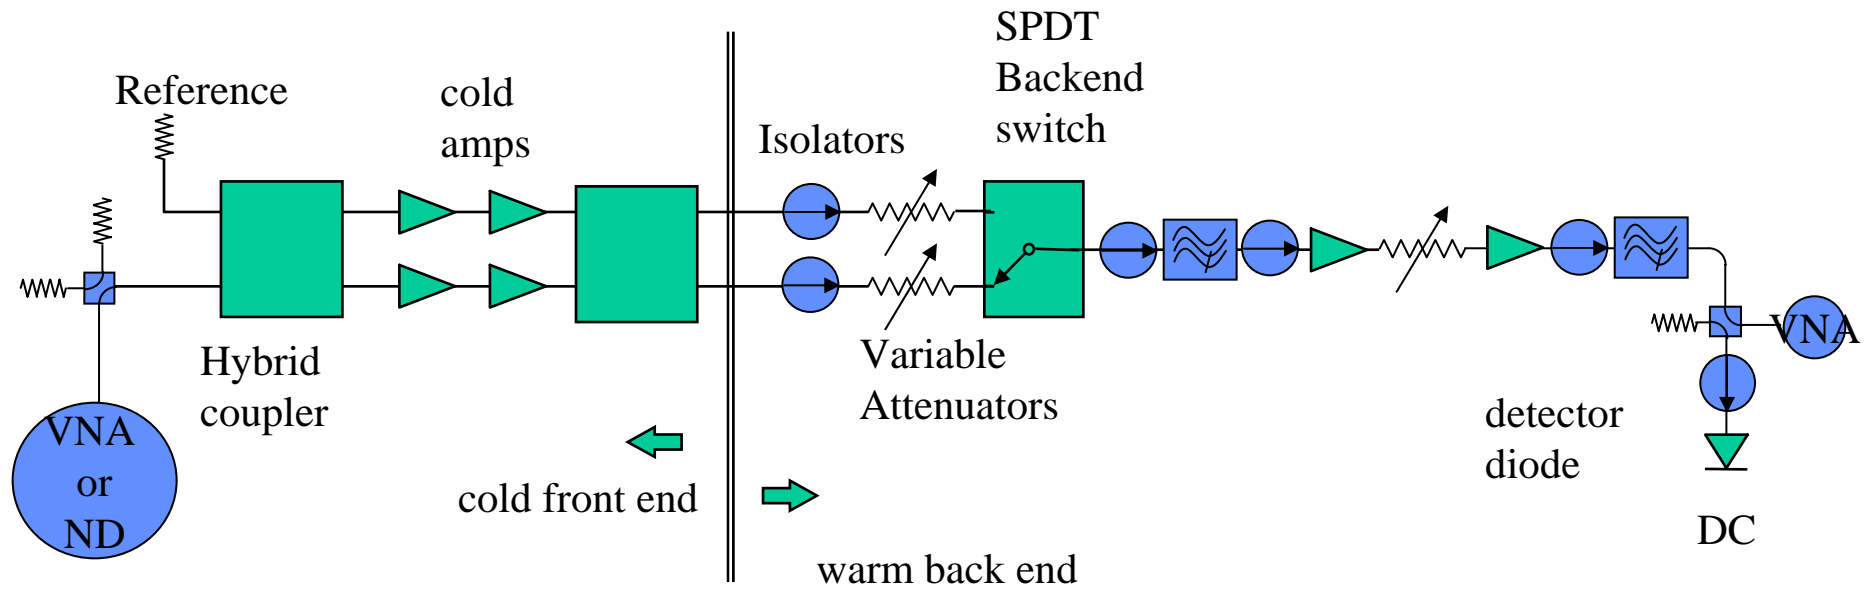 SPDT
Backend
switch
Reference
cold
amps
Isolators
Hybrid
coupler
Variable
Attenuators
VNA
VNA
or
ND
detector
diode
cold front end
DC
warm back end